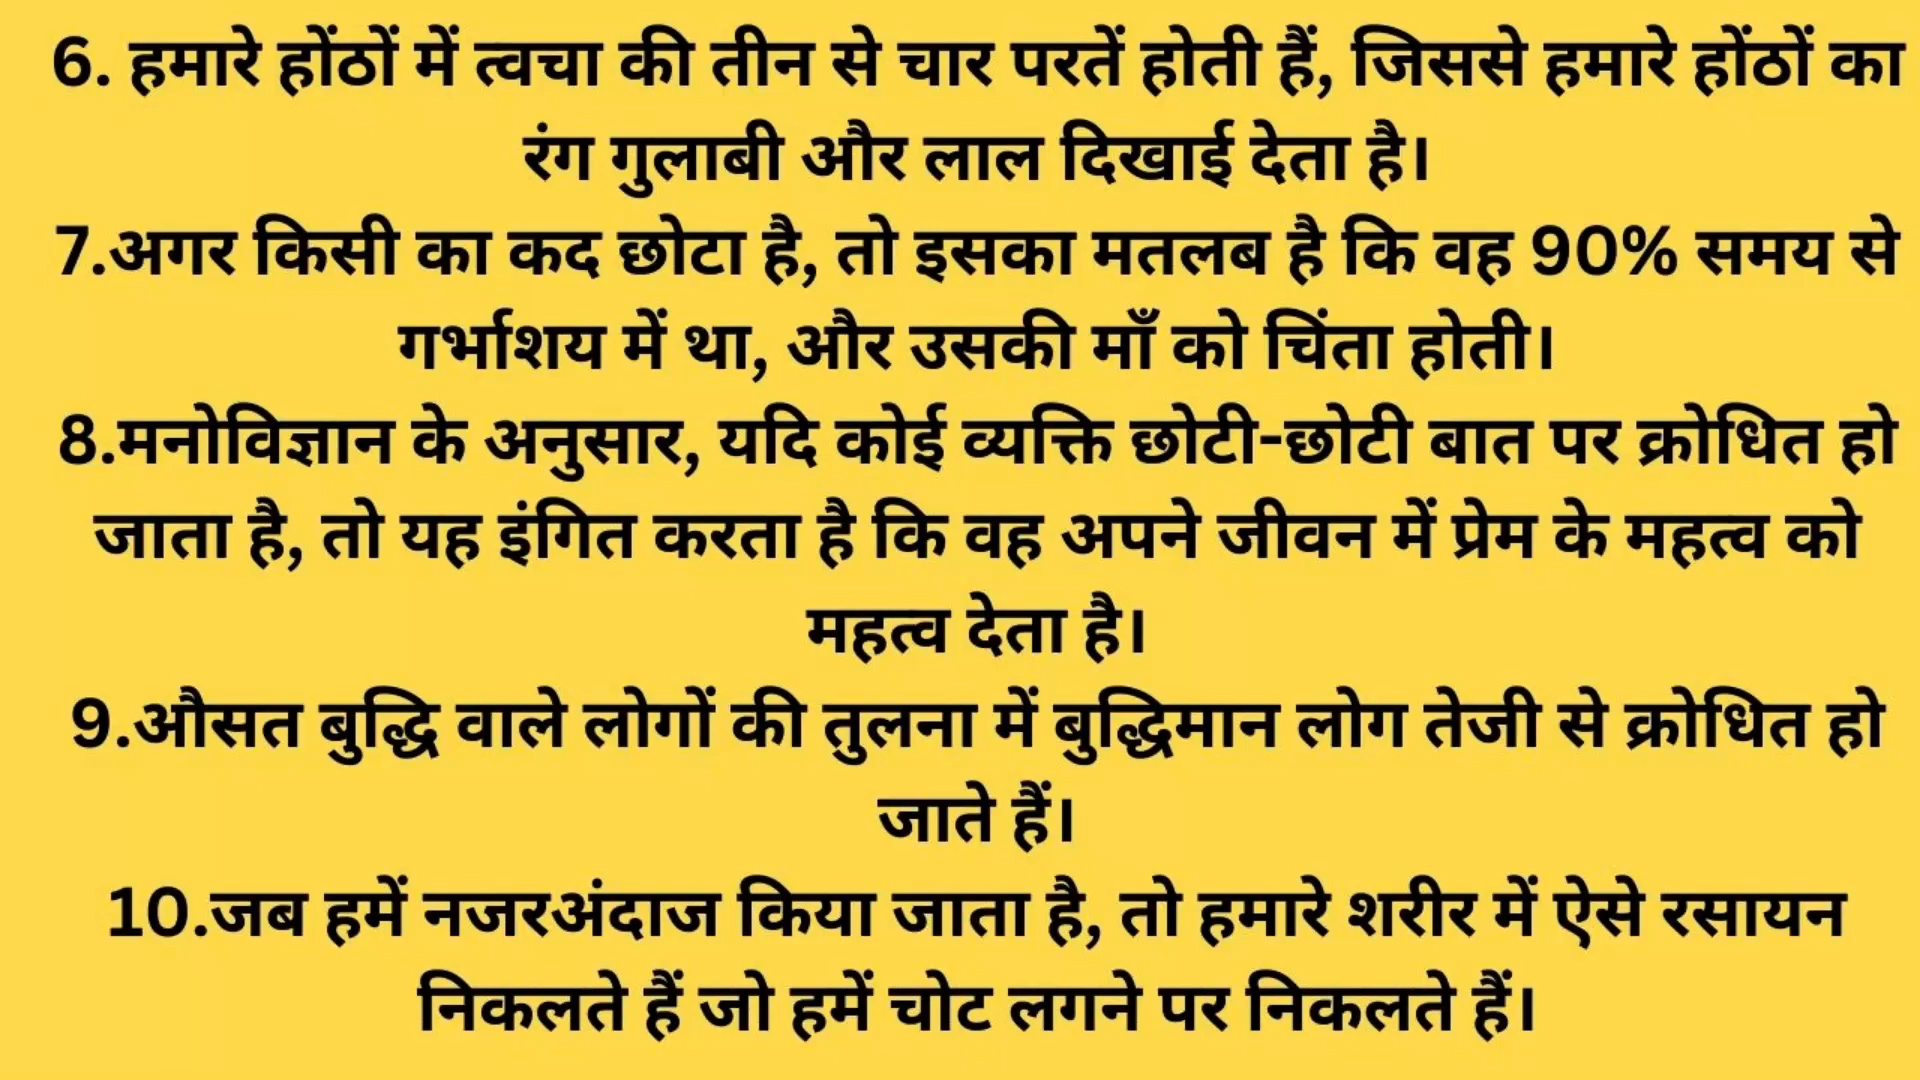 6. हमारे होंठों में त्वचा की तीन से चार परतें होती हैं, जिससे हमारे होंठों का
रंग गुलाबी और लाल दिखाई देता है।
7.अगर किसी का कद छोटा है, तो इसका मतलब है कि वह 90% समय से
गर्भाशय में था, और उसकी माँ को चिंता होती।
8.मनोविज्ञान के अनुसार, यदि कोई व्यक्ति छोटी-छोटी बात पर क्रोधित हो
जाता है, तो यह इंगित करता है कि वह अपने जीवन में प्रेम के महत्व को
महत्व देता है।
9.औसत बुद्धि वाले लोगों की तुलना में बुद्धिमान लोग तेजी से क्रोधित हो
जाते हैं।
10.जब हमें नजरअंदाज किया जाता है, तो हमारे शरीर में ऐसे रसायन
निकलते हैं जो हमें चोट लगने पर निकलते हैं।